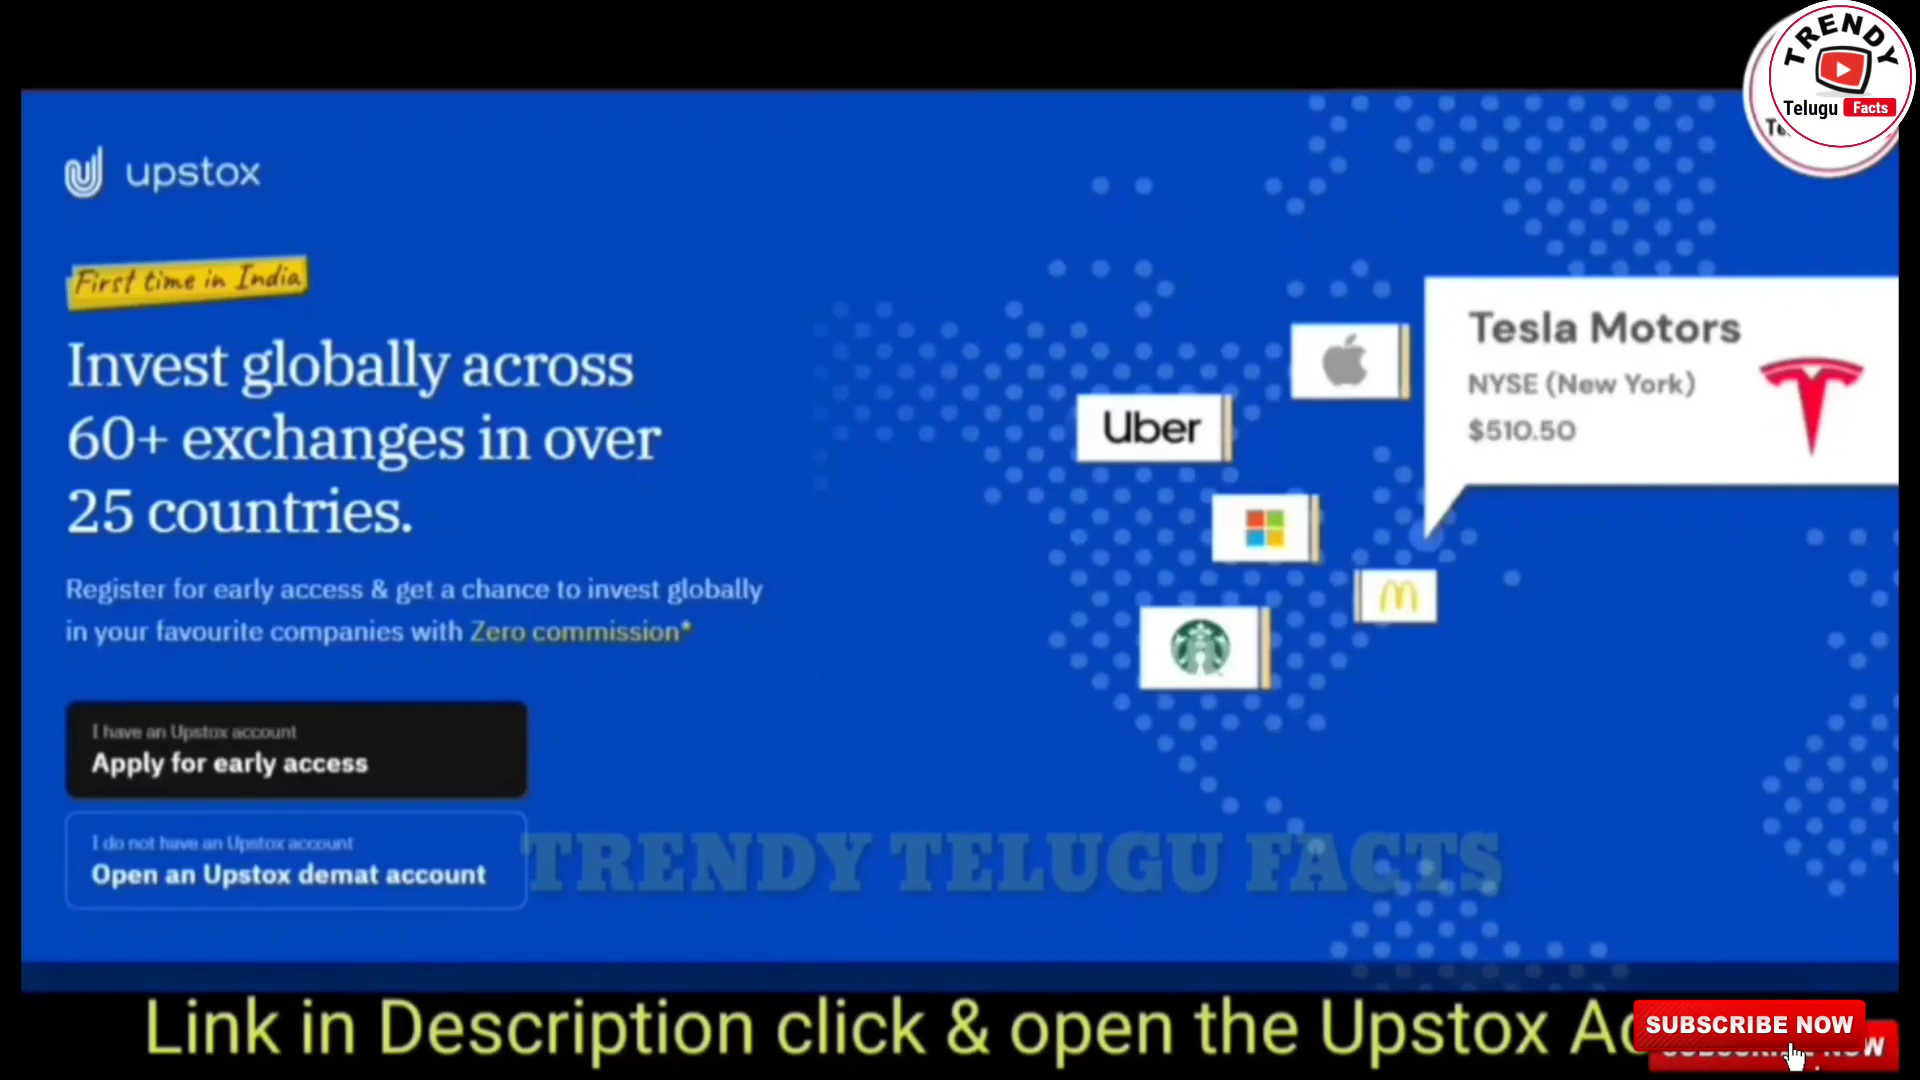 TRENDY
Telugu Facts
upstox
First time in India
Invest globally across
60+ exchanges in over
25 countries.
Register for early access & get a chance to invest globally
in your favourite companies with Zero commission*
I have an Upstox account
Apply for early access
I do not have an Upstox account
Open an Upstox demat account
Uber
Tesla Motors
NYSE (New York)
$510.50
TRENDY TELUGU FACTS
Link in Description click & open the Upstox Ac
SUBSCRIBE NOW